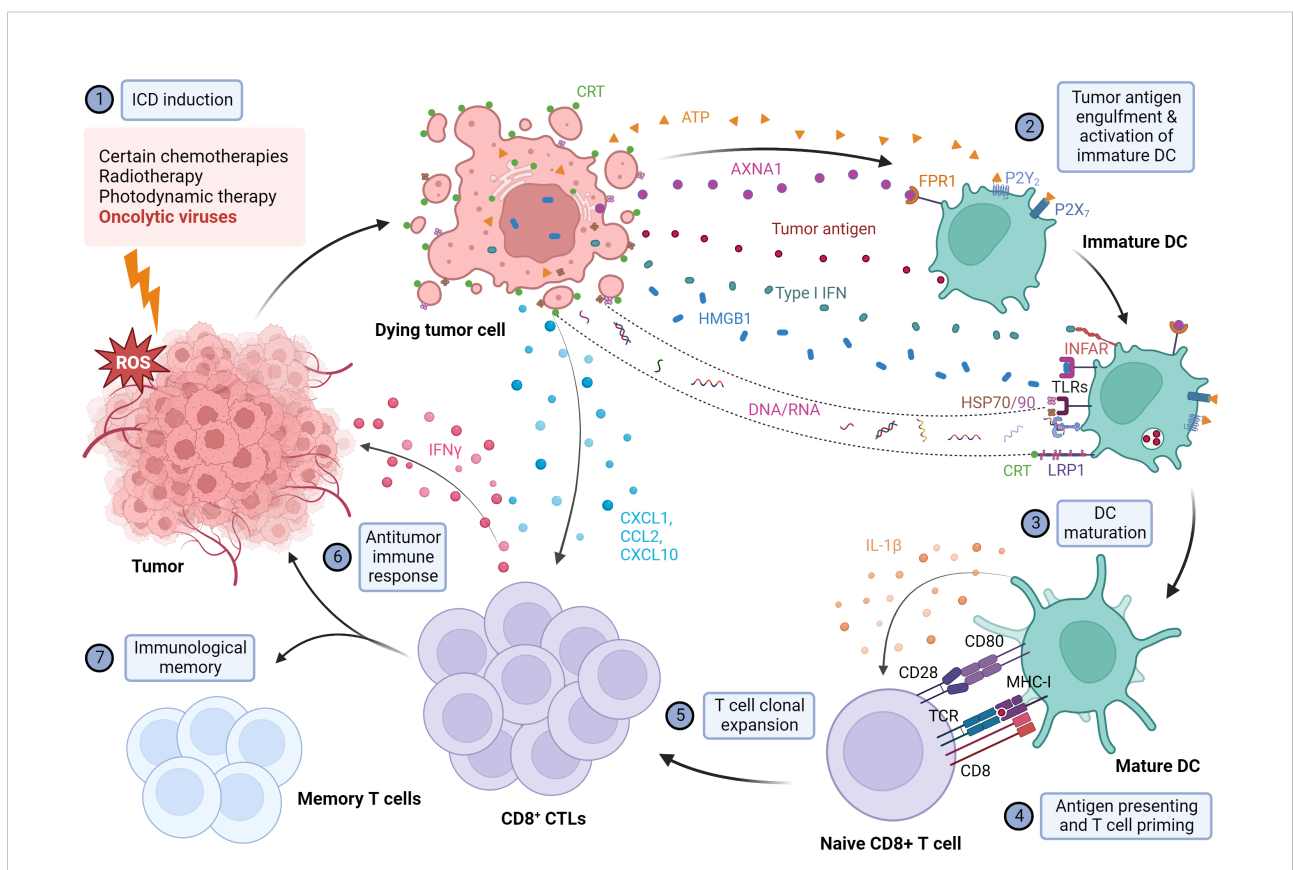 1
ICD induction
Certain chemotherapies
Radiotherapy
Photodynamic therapy
Oncolytic viruses
ROS
Tumor
CRT
Dying tumor cell
ATP
AXNA1
Tumor antigen
Type I IFN
HMGB1
DNA/RNA
2
Tumor antigen
engulfment &
activation of
immature DC
FPR1
P2Y₂
P2X₇
Immature DC
INFAR
TLRs
HSP70/90
CRT
LRP1
3
DC
maturation
IL-1β
CD80
CD28
MHC-I
TCR
CD8
Mature DC
4
Antigen presenting
and T cell priming
Naive CD8+ T cell
5
T cell clonal
expansion
CXCL1,
CCL2,
CXCL10
IFNγ
CD8⁺ CTLs
6
Antitumor
immune
response
7
Immunological
memory
Memory T cells